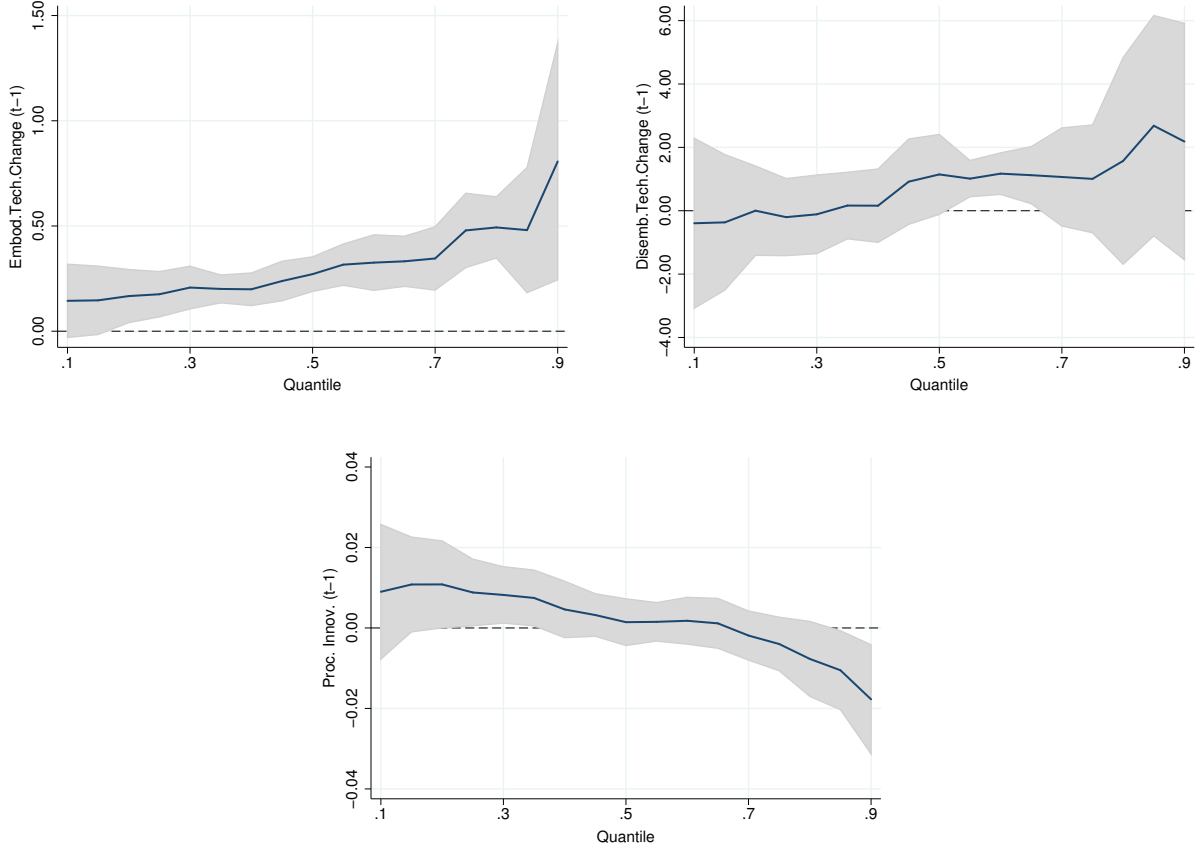 Embod.Tech.Change (t−1)
1.50
1.00
0.50
0.00
.1 .3 .5 .7 .9
Quantile
Disemb.Tech.Change (t−1)
6.00
4.00
2.00
0.00
−2.00
−4.00
.1 .3 .5 .7 .9
Quantile
Proc. Innov. (t−1)
0.04
0.02
0.00
−0.02
−0.04
.1 .3 .5 .7 .9
Quantile